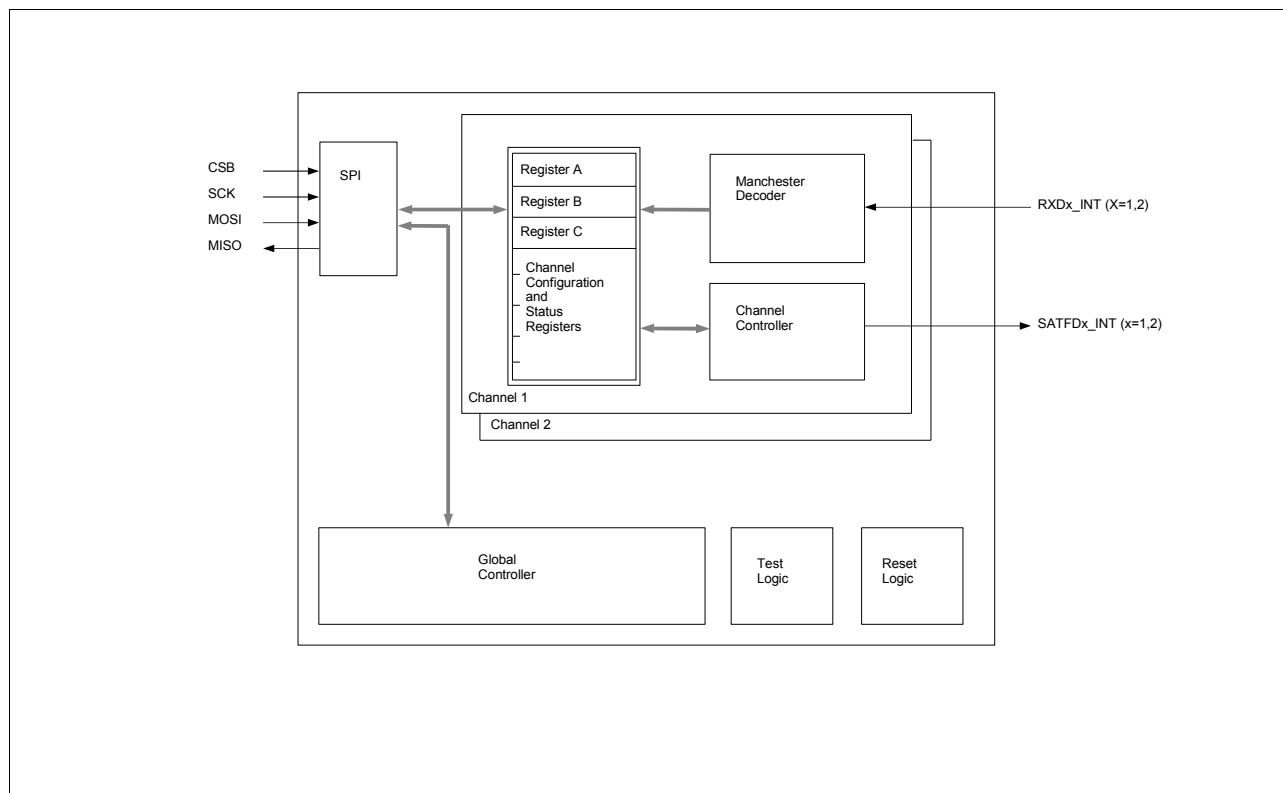 CSB
SCK
MOSI
MISO
SPI
Register A
Register B
Register C
Channel
Configuration
and
Status
Registers
Manchester
Decoder
Channel
Controller
RXDx_INT (X=1,2)
SATFDx_INT (x=1,2)
Channel 1
Channel 2
Global
Controller
Test
Logic
Reset
Logic